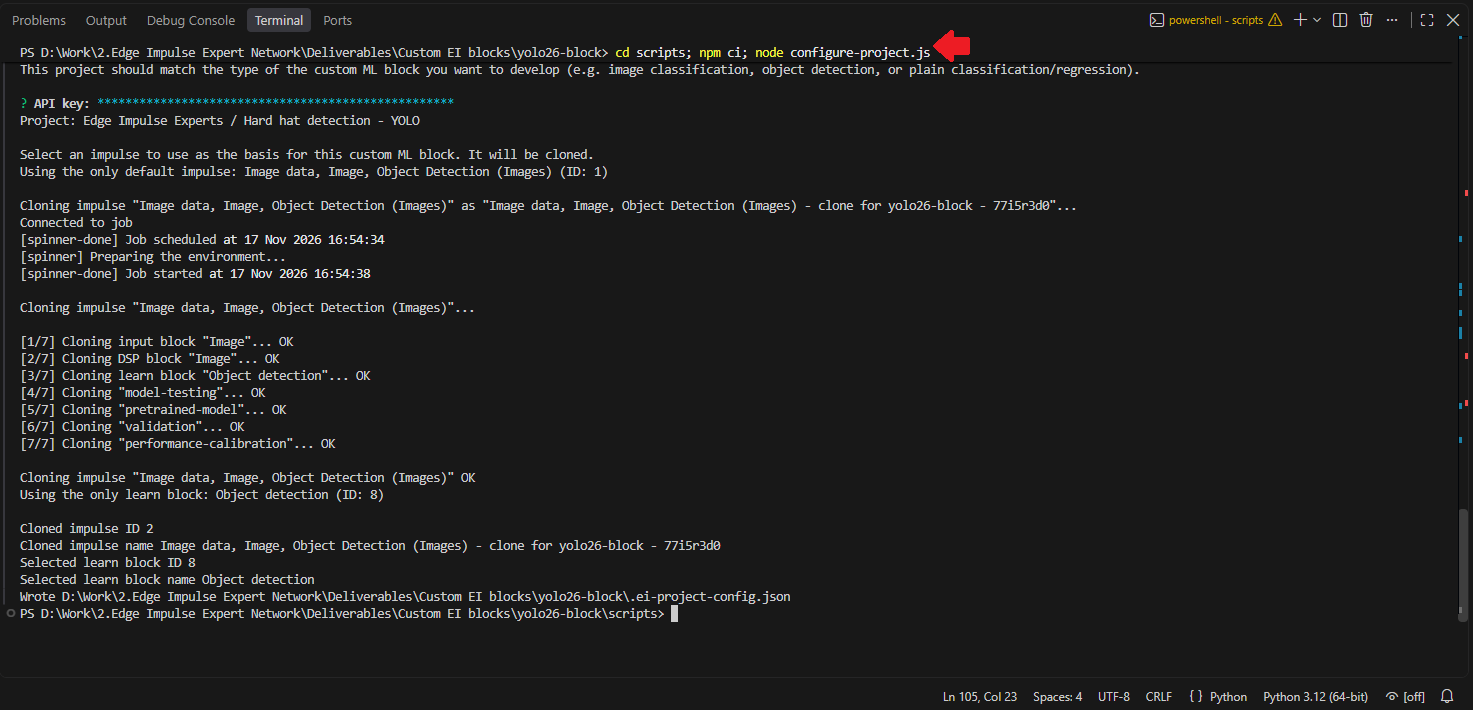 Problems Output Debug Console Terminal Ports powershell - scripts
PS D:\Work\2.Edge Impulse Expert Network\Deliverables\Custom EI blocks\yolo26-block> cd scripts; npm ci; node configure-project.js
This project should match the type of the custom ML block you want to develop (e.g. image classification, object detection, or plain classification/regression).
? API key: ***************************************************
Project: Edge Impulse Experts / Hard hat detection - YOLO
Select an impulse to use as the basis for this custom ML block. It will be cloned.
Using the only default impulse: Image data, Image, Object Detection (Images) (ID: 1)
Cloning impulse "Image data, Image, Object Detection (Images)" as "Image data, Image, Object Detection (Images) - clone for yolo26-block - 77i5r3d0"...
Connected to job
[spinner-done] Job scheduled at 17 Nov 2026 16:54:34
[spinner] Preparing the environment...
[spinner-done] Job started at 17 Nov 2026 16:54:38
Cloning impulse "Image data, Image, Object Detection (Images)"...
[1/7] Cloning input block "Image"... OK
[2/7] Cloning DSP block "Image"... OK
[3/7] Cloning learn block "Object detection"... OK
[4/7] Cloning "model-testing"... OK
[5/7] Cloning "pretrained-model"... OK
[6/7] Cloning "validation"... OK
[7/7] Cloning "performance-calibration"... OK
Cloning impulse "Image data, Image, Object Detection (Images)" OK
Using the only learn block: Object detection (ID: 8)
Cloned impulse ID 2
Cloned impulse name Image data, Image, Object Detection (Images) - clone for yolo26-block - 77i5r3d0
Selected learn block ID 8
Selected learn block name Object detection
Wrote D:\Work\2.Edge Impulse Expert Network\Deliverables\Custom EI blocks\yolo26-block\.ei-project-config.json
PS D:\Work\2.Edge Impulse Expert Network\Deliverables\Custom EI blocks\yolo26-block\scripts>
Ln 105, Col 23 Spaces: 4 UTF-8 CRLF { } Python Python 3.12 (64-bit) [off]